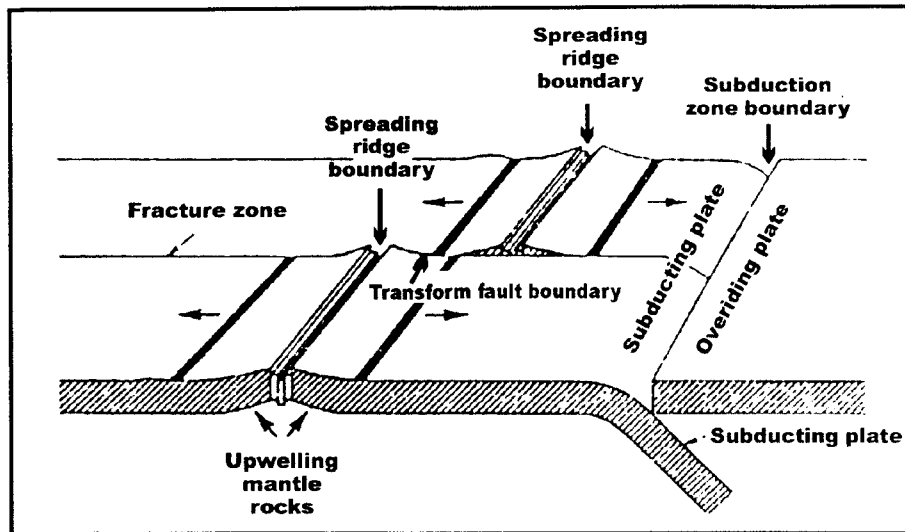 Spreading
ridge
boundary
Subduction
zone boundary
Spreading
ridge
boundary
Fracture zone
Transform fault boundary
Subducting plate
Overiding plate
Subducting plate
Upwelling
mantle
rocks